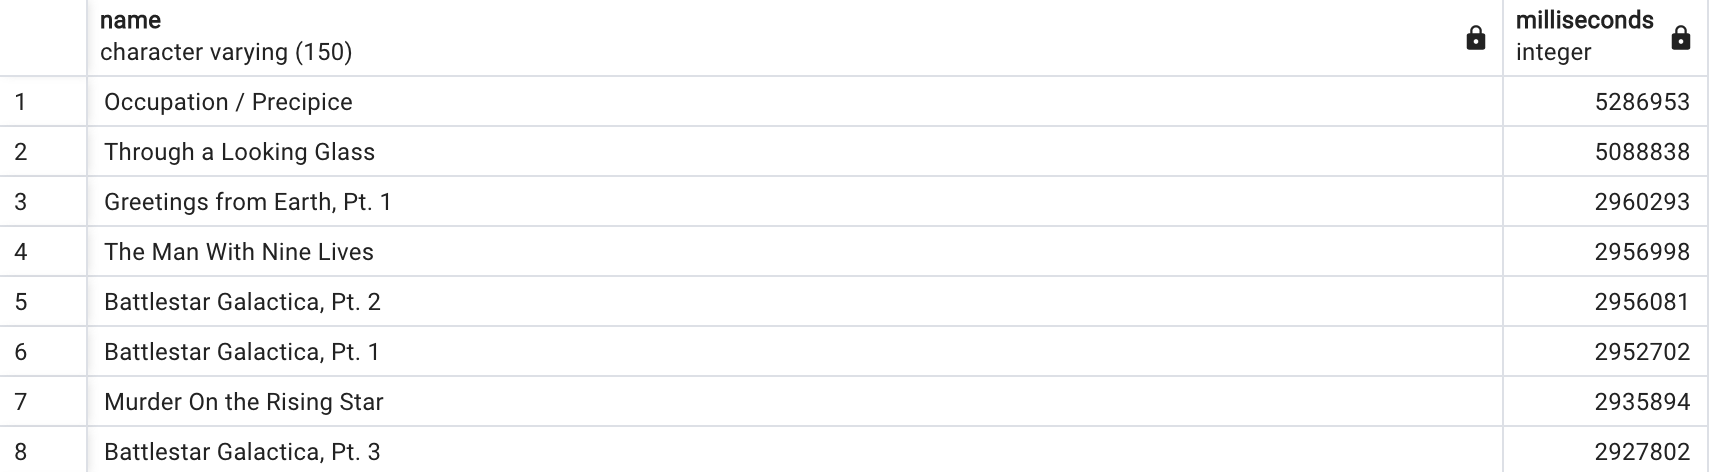 name milliseconds
character varying (150) integer
1 Occupation / Precipice 5286953
2 Through a Looking Glass 5088838
3 Greetings from Earth, Pt. 1 2960293
4 The Man With Nine Lives 2956998
5 Battlestar Galactica, Pt. 2 2956081
6 Battlestar Galactica, Pt. 1 2952702
7 Murder On the Rising Star 2935894
8 Battlestar Galactica, Pt. 3 2927802